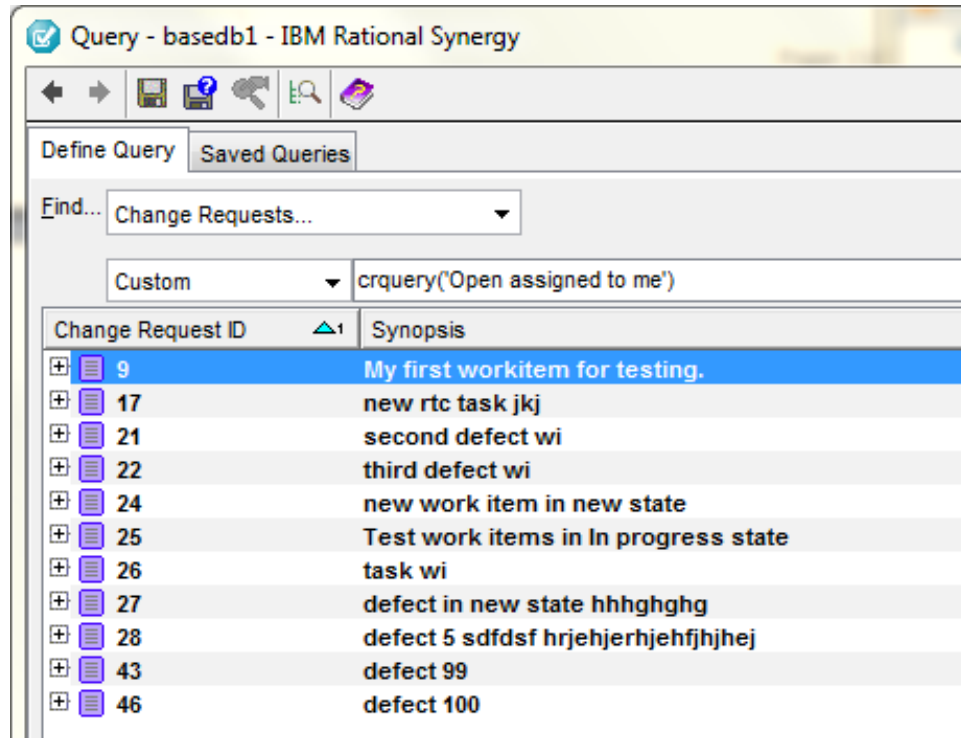 Query - basedb1 - IBM Rational Synergy
Define Query Saved Queries
Find... Change Requests...
Custom crquery('Open assigned to me')
Change Request ID 1 Synopsis
9 My first workitem for testing.
17 new rtc task jkj
21 second defect wi
22 third defect wi
24 new work item in new state
25 Test work items in In progress state
26 task wi
27 defect in new state hhhghghg
28 defect 5 sdfdsf hrjehjerhjehfjhjhej
43 defect 99
46 defect 100